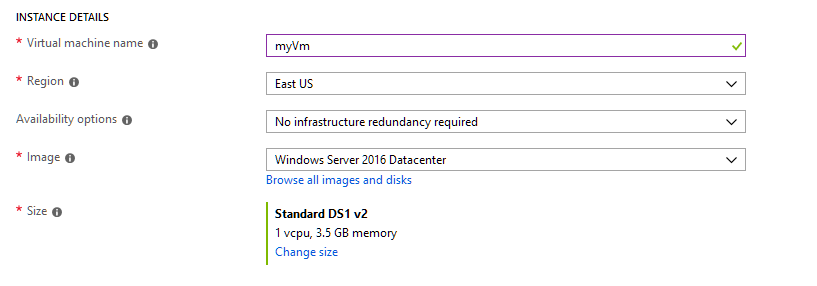 INSTANCE DETAILS
* Virtual machine name
myVm
* Region
East US
Availability options
No infrastructure redundancy required
* Image
Windows Server 2016 Datacenter
Browse all images and disks
* Size
Standard DS1 v2
1 vcpu, 3.5 GB memory
Change size